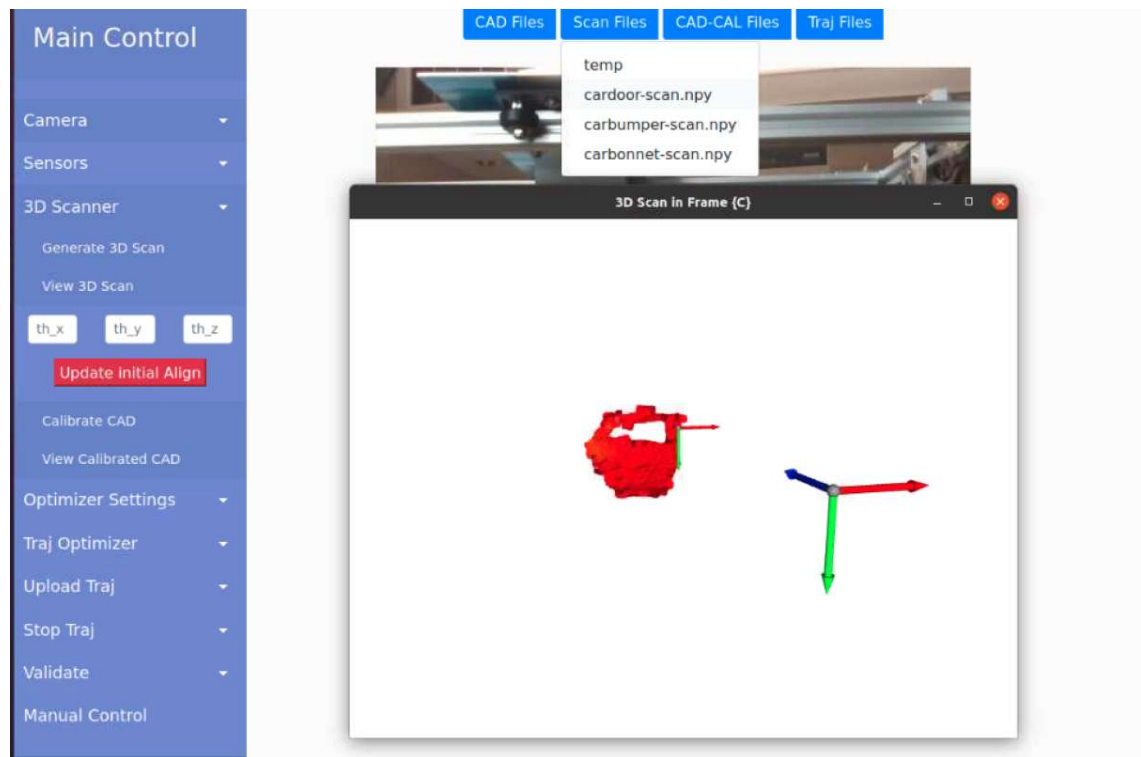 Main Control
Camera
Sensors
3D Scanner
Generate 3D Scan
View 3D Scan
th_x th_y th_z
Update initial Align
Calibrate CAD
View Calibrated CAD
Optimizer Settings
Traj Optimizer
Upload Traj
Stop Traj
Validate
Manual Control
CAD Files Scan Files CAD-CAL Files Traj Files
temp
cardoor-scan.npy
carbumper-scan.npy
carbonnet-scan.npy
3D Scan in Frame {C}